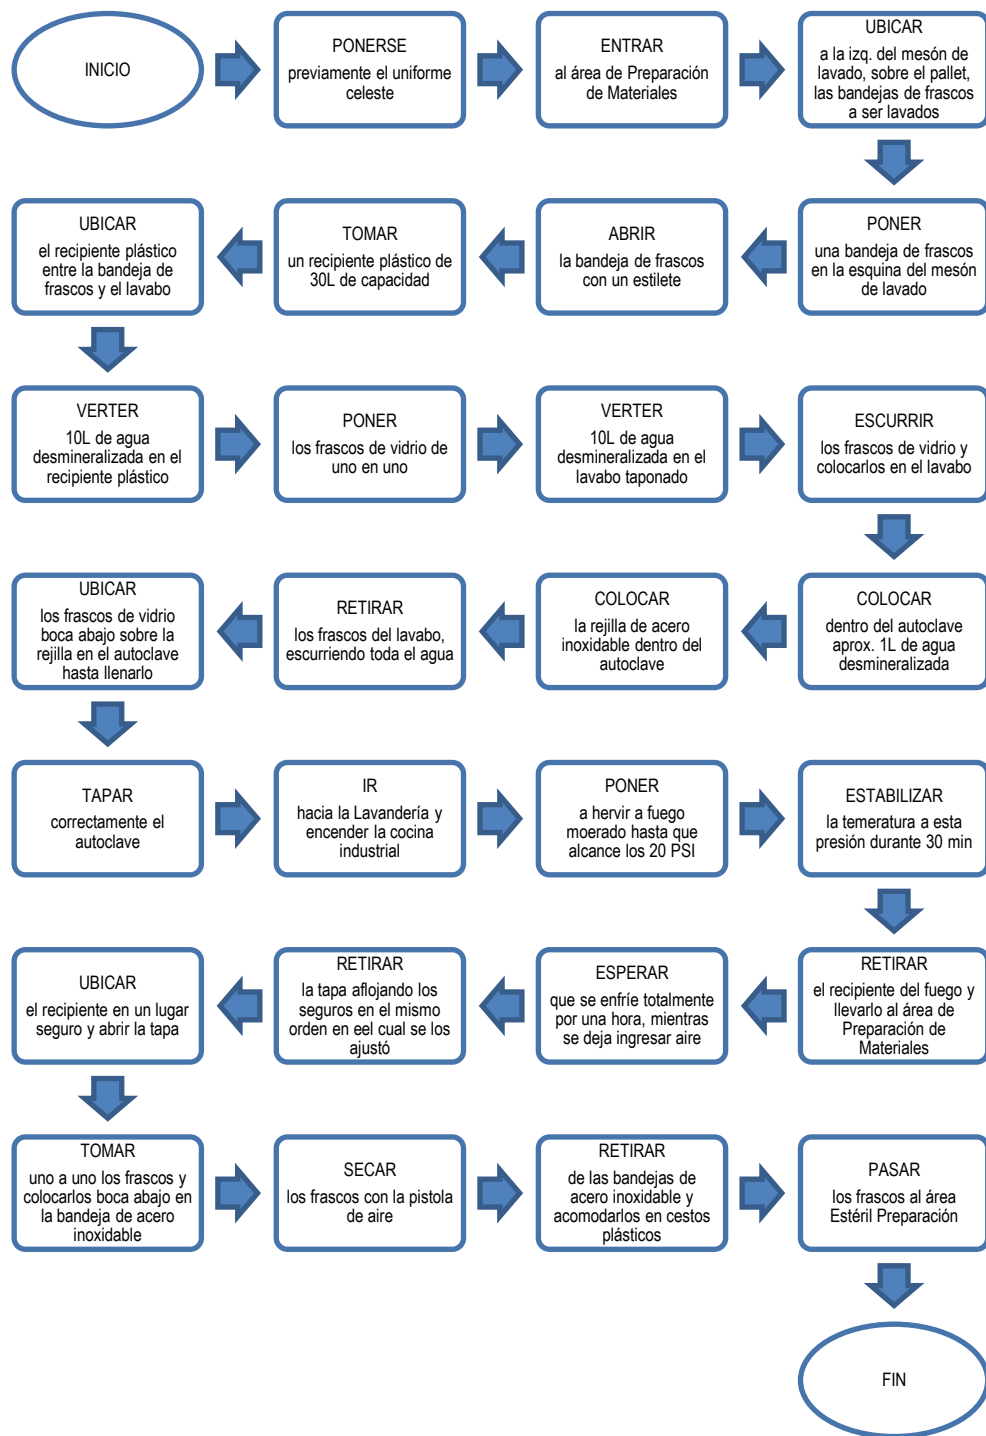 INICIO
PONERSE
previamente el uniforme
celeste
ENTRAR
al área de Preparación
de Materiales
UBICAR
a la izq. del mesón de
lavado, sobre el pallet,
las bandejas de frascos
a ser lavados
PONER
una bandeja de frascos
en la esquina del mesón
de lavado
ABRIR
la bandeja de frascos
con un estilete
TOMAR
un recipiente plástico de
30L de capacidad
UBICAR
el recipiente plástico
entre la bandeja de
frascos y el lavabo
VERTER
10L de agua
desmineralizada en el
recipiente plástico
PONER
los frascos de vidrio de
uno en uno
VERTER
10L de agua
desmineralizada en el
lavabo taponado
ESCURRIR
los frascos de vidrio y
colocarlos en el lavabo
COLOCAR
dentro del autoclave
aprox. 1L de agua
desmineralizada
COLOCAR
la rejilla de acero
inoxidable dentro del
autoclave
RETIRAR
los frascos del lavabo,
escurriendo toda el agua
UBICAR
los frascos de vidrio
boca abajo sobre la
rejilla en el autoclave
hasta llenarlo
TAPAR
correctamente el
autoclave
IR
hacia la Lavandería y
encender la cocina
industrial
PONER
a hervir a fuego
moerado hasta que
alcance los 20 PSI
ESTABILIZAR
la temeratura a esta
presión durante 30 min
RETIRAR
el recipiente del fuego y
llevarlo al área de
Preparación de
Materiales
ESPERAR
que se enfríe totalmente
por una hora, mientras
se deja ingresar aire
RETIRAR
la tapa aflojando los
seguros en el mismo
orden en eel cual se los
ajustó
UBICAR
el recipiente en un lugar
seguro y abrir la tapa
TOMAR
uno a uno los frascos y
colocarlos boca abajo en
la bandeja de acero
inoxidable
SECAR
los frascos con la pistola
de aire
RETIRAR
de las bandejas de
acero inoxidable y
acomodarlos en cestos
plásticos
PASAR
los frascos al área
Estéril Preparación
FIN